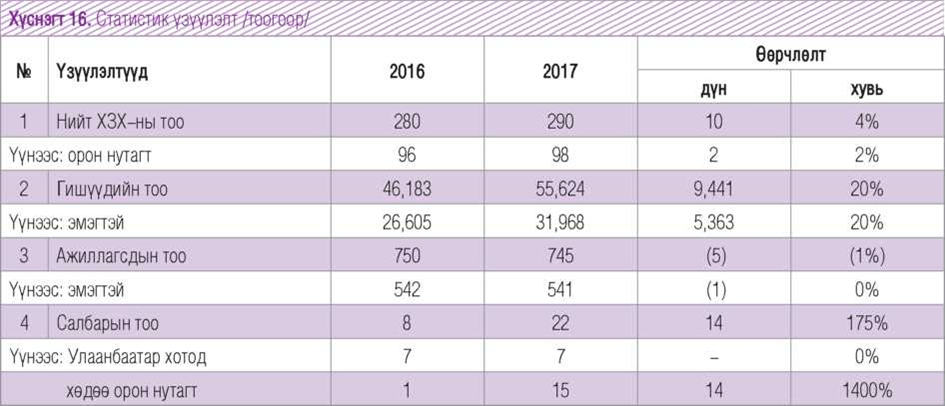 Хүснэгт 16. Статистик үзүүлэлт /тоогоор/
№ Үзүүлэлтүүд 2016 2017 Өөрчлөлт
дүн хувь
1 Нийт ХЗХ–ны тоо 280 290 10 4%
Үүнээс: орон нутагт 96 98 2 2%
2 Гишүүдийн тоо 46,183 55,624 9,441 20%
Үүнээс: эмэгтэй 26,605 31,968 5,363 20%
3 Ажиллагсдын тоо 750 745 (5) (1%)
Үүнээс: эмэгтэй 542 541 (1) 0%
4 Салбарын тоо 8 22 14 175%
Үүнээс: Улаанбаатар хотод 7 7 – 0%
хөдөө орон нутагт 1 15 14 1400%